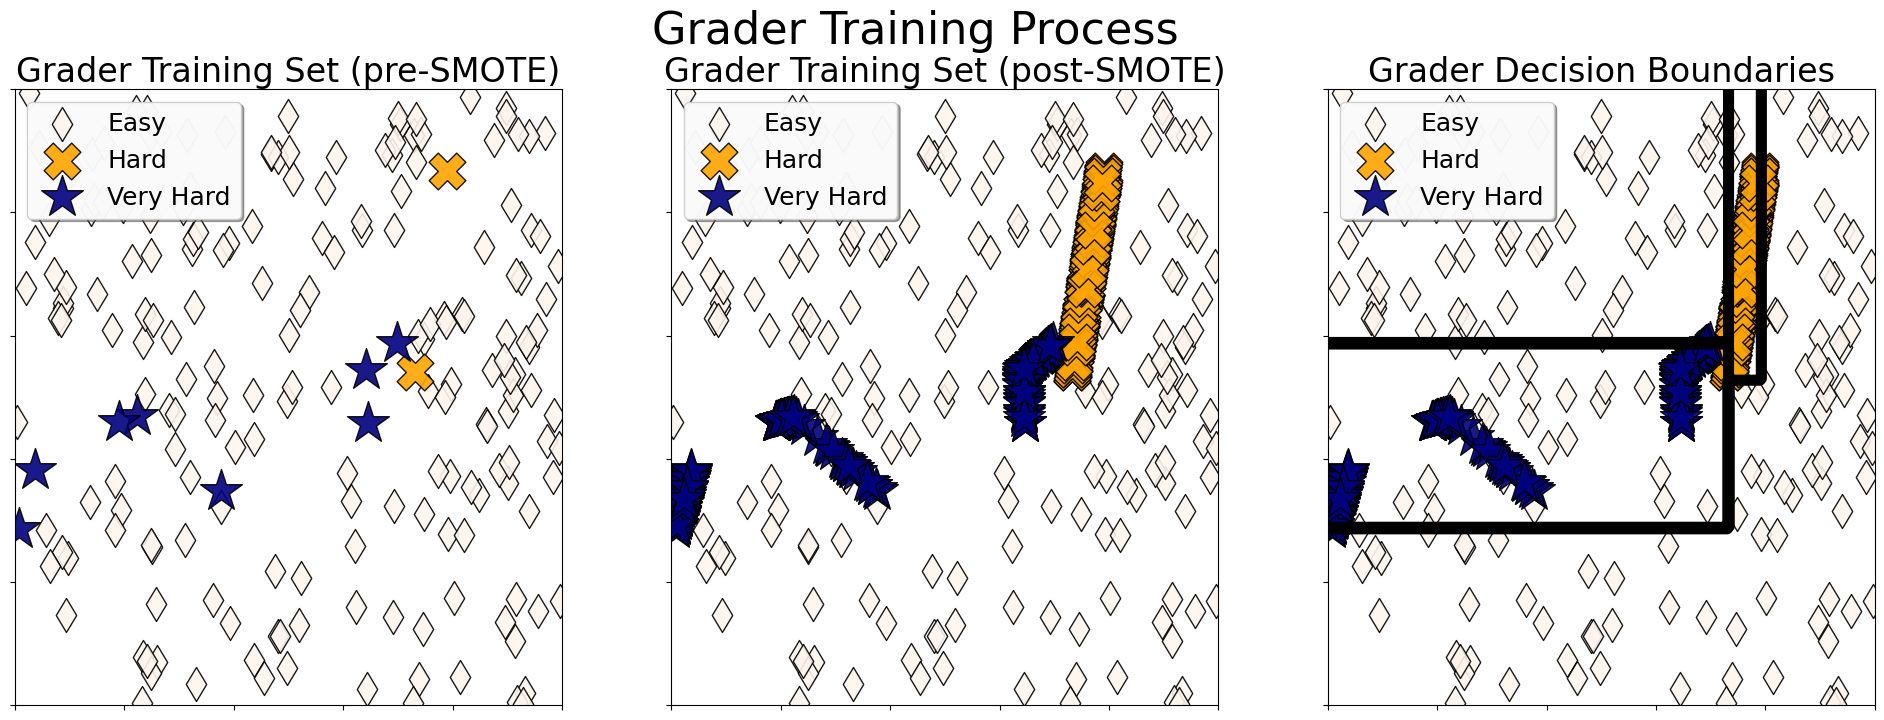 Grader Training Process
Grader Training Set (pre-SMOTE)
Easy
Hard
Very Hard
Grader Training Set (post-SMOTE)
Easy
Hard
Very Hard
Grader Decision Boundaries
Easy
Hard
Very Hard